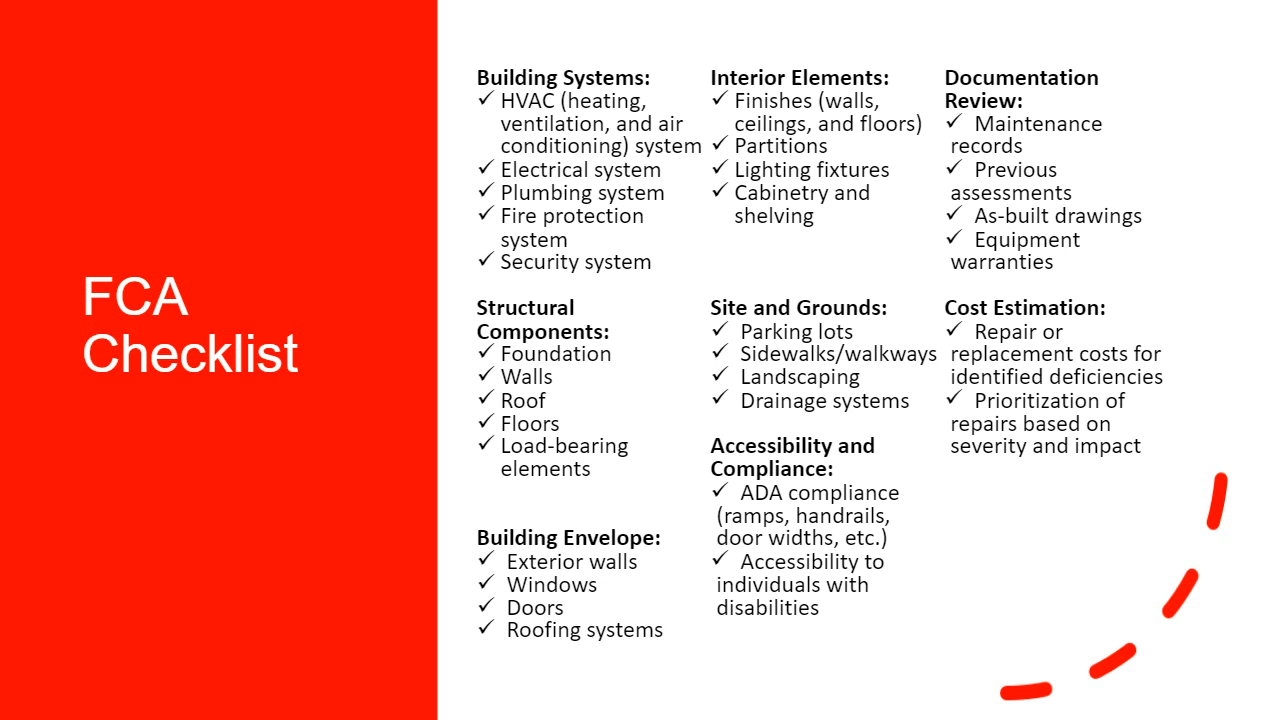 FCA
Checklist
Building Systems:
✓ HVAC (heating,
ventilation, and air
conditioning) system
✓ Electrical system
✓ Plumbing system
✓ Fire protection
system
✓ Security system
Structural
Components:
✓ Foundation
✓ Walls
✓ Roof
✓ Floors
✓ Load-bearing
elements
Building Envelope:
✓ Exterior walls
✓ Windows
✓ Doors
✓ Roofing systems
Interior Elements:
✓ Finishes (walls,
ceilings, and floors)
✓ Partitions
✓ Lighting fixtures
✓ Cabinetry and
shelving
Site and Grounds:
✓ Parking lots
✓ Sidewalks/walkways
✓ Landscaping
✓ Drainage systems
Accessibility and
Compliance:
✓ ADA compliance
(ramps, handrails,
door widths, etc.)
✓ Accessibility to
individuals with
disabilities
Documentation
Review:
✓ Maintenance
records
✓ Previous
assessments
✓ As-built drawings
✓ Equipment
warranties
Cost Estimation:
✓ Repair or
replacement costs for
identified deficiencies
✓ Prioritization of
repairs based on
severity and impact